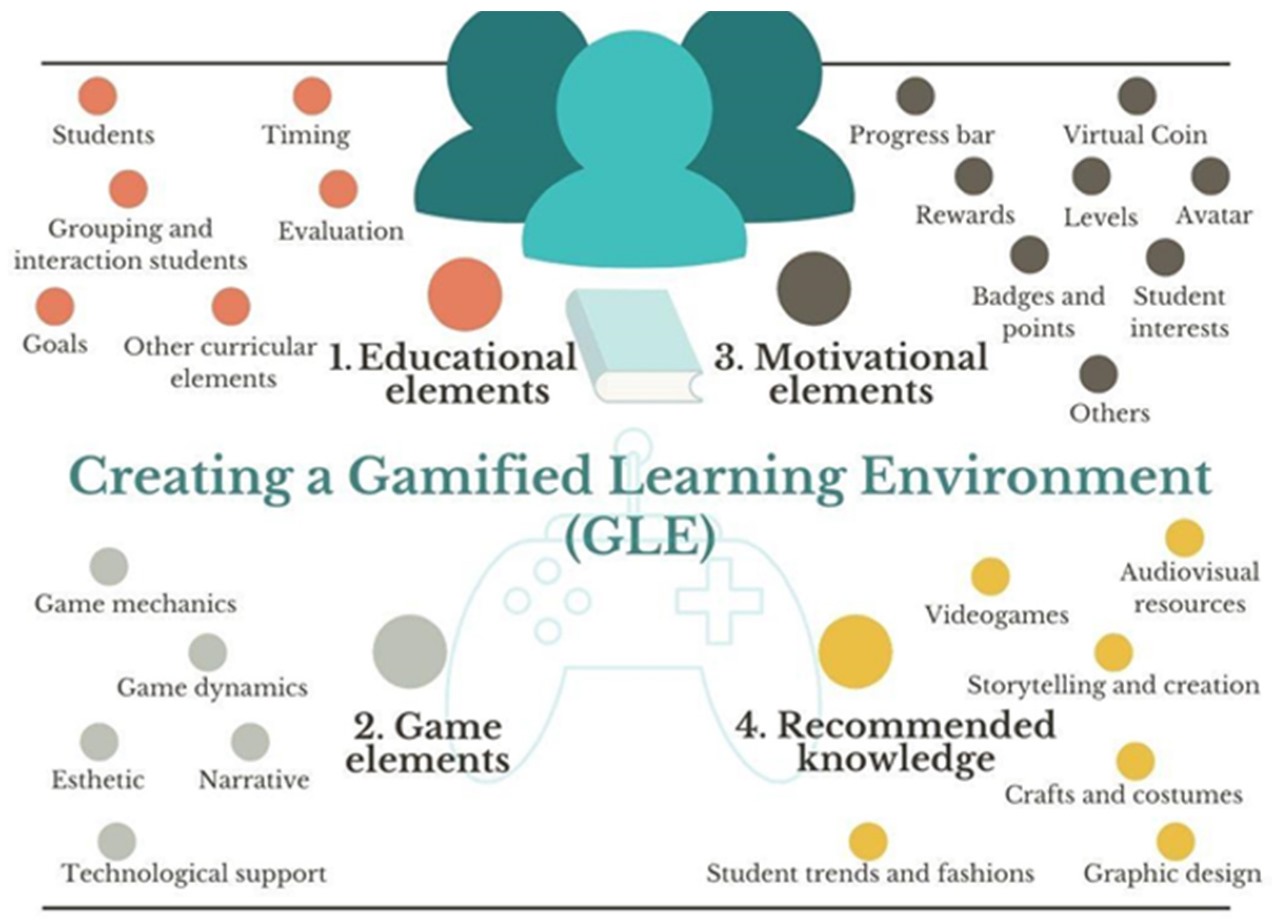 Students
Timing
Grouping and
interaction students
Evaluation
Goals
Other curricular
elements
1. Educational
elements
Progress bar
Virtual Coin
Rewards
Levels
Avatar
Badges and
points
Student
interests
Others
3. Motivational
elements
Creating a Gamified Learning Environment
(GLE)
Game mechanics
Game dynamics
Esthetic
Narrative
Technological support
2. Game
elements
Audiovisual
resources
Videogames
Storytelling and creation
4. Recommended
knowledge
Crafts and costumes
Student trends and fashions
Graphic design